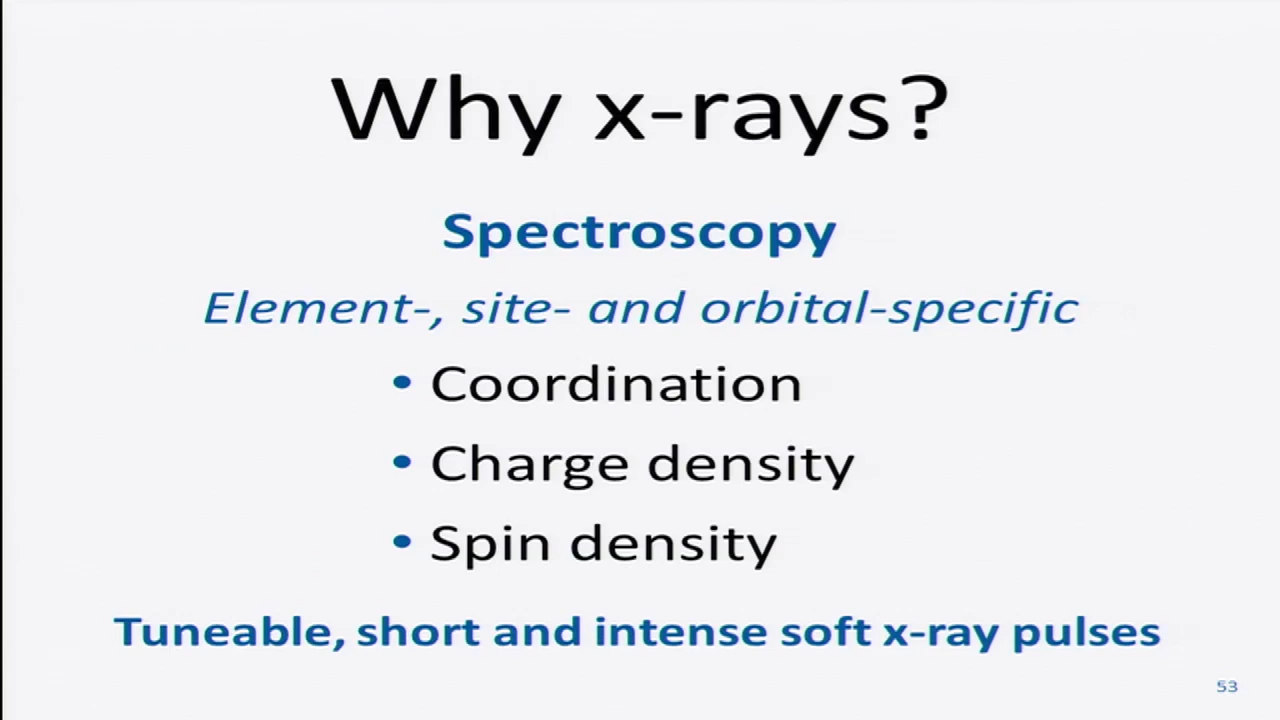 Why x-rays?
Spectroscopy
Element-, site- and orbital-specific
• Coordination
• Charge density
• Spin density
Tuneable, short and intense soft x-ray pulses
53